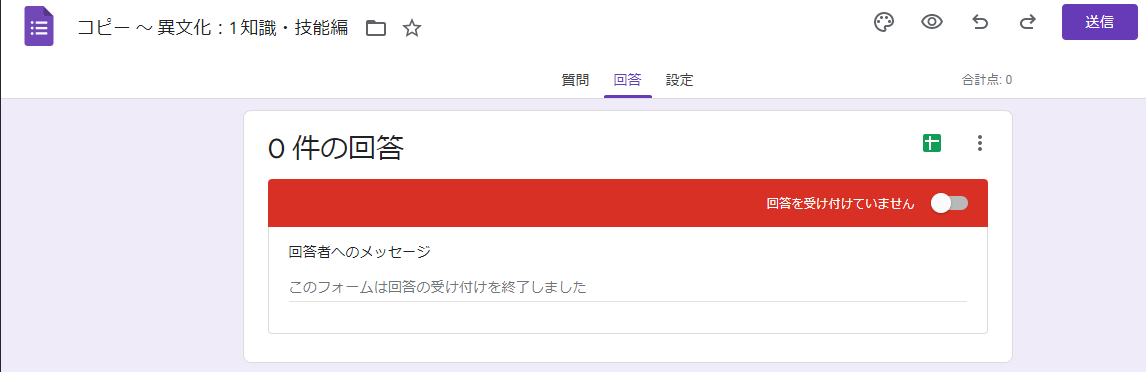 コピー ～ 異文化：1 知識・技能編
送信
質問 回答 設定
合計点: 0
0 件の回答
回答を受け付けていません
回答者へのメッセージ
このフォームは回答の受け付けを終了しました